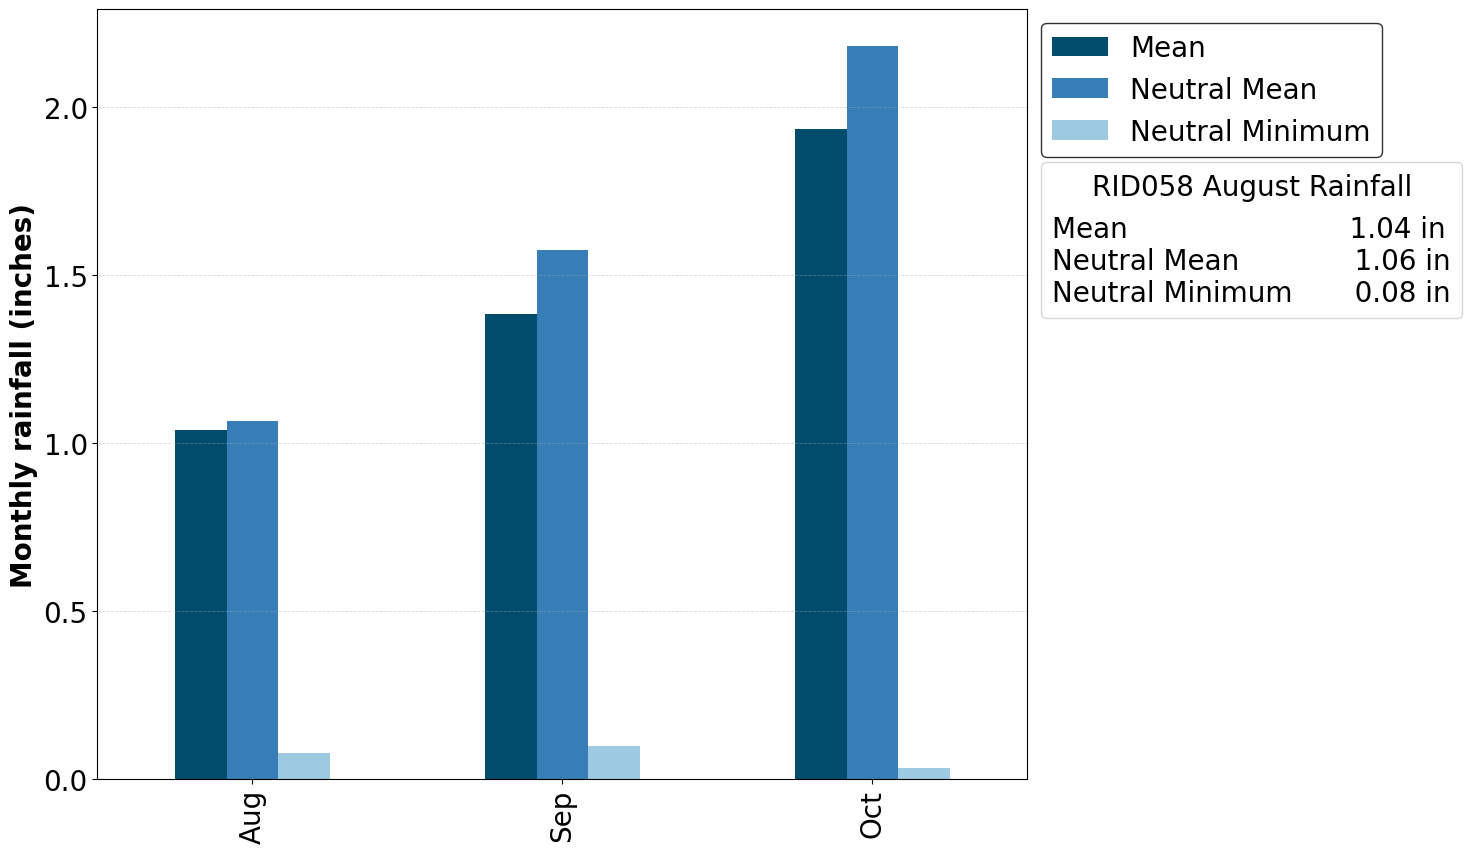 Monthly rainfall (inches)
2.0
1.5
1.0
0.5
0.0
Aug
Sep
Oct
Mean
Neutral Mean
Neutral Minimum
RID058 August Rainfall
Mean 1.04 in
Neutral Mean 1.06 in
Neutral Minimum 0.08 in